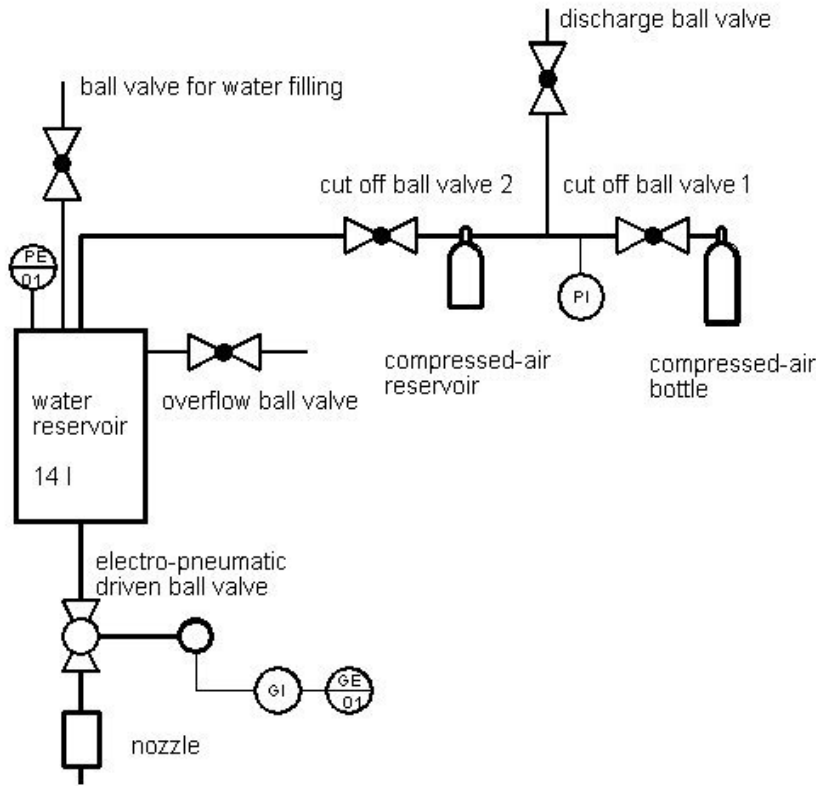 discharge ball valve
ball valve for water filling
cut off ball valve 2
cut off ball valve 1
PE
01
PI
compressed-air
reservoir
compressed-air
bottle
water
reservoir
14 l
overflow ball valve
electro-pneumatic
driven ball valve
GI
GE
01
nozzle